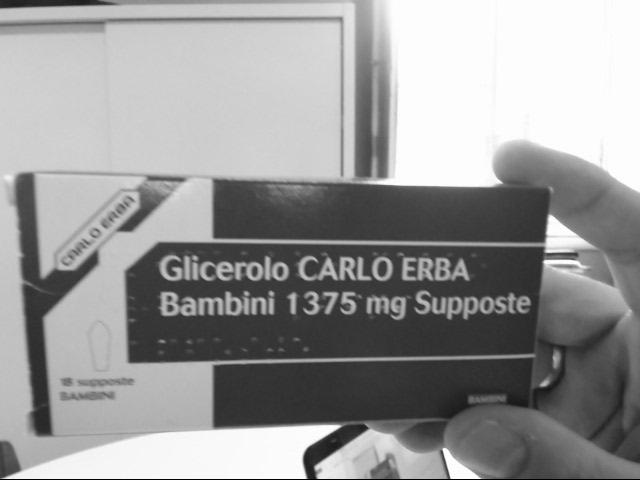 CARLO ERBA
Glicerolo CARLO ERBA
Bambini 1375 mg Supposte
18 supposte
BAMBINI
BAMBINI